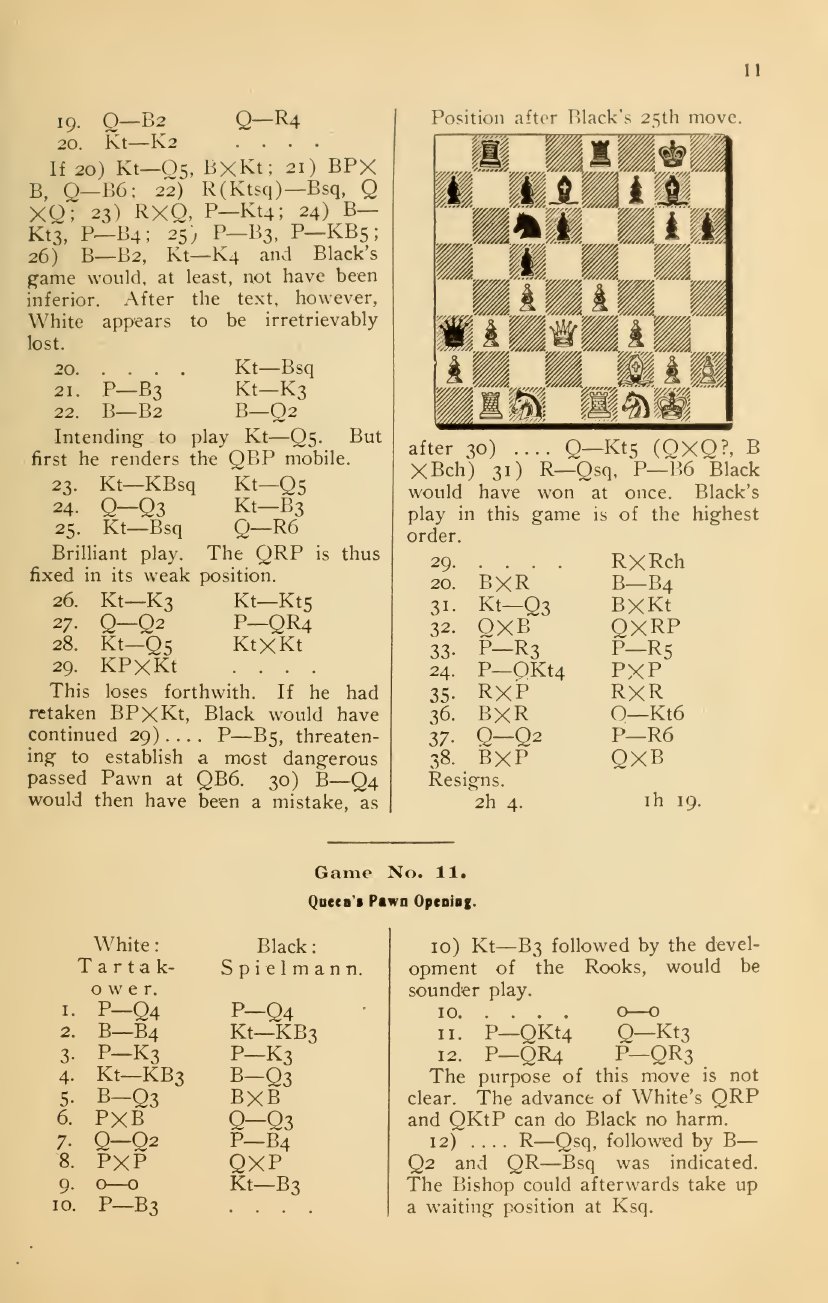 11
19. Q—B2 Q—R4
20. Kt—K2 . . . .
If 20) Kt—Q5, B×Kt; 21) BP×
B, Q—B6; 22) R(Ktsq)—Bsq, Q
×Q; 23) R×Q, P—Kt4; 24) B—
Kt3, P—B4; 25) P—B3, P—KB5;
26) B—B2, Kt—K4 and Black's
game would, at least, not have been
inferior. After the text, however,
White appears to be irretrievably
lost.
20. . . . . Kt—Bsq
21. P—B3 Kt—K3
22. B—B2 B—Q2
Intending to play Kt—Q5. But
first he renders the QBP mobile.
23. Kt—KBsq Kt—Q5
24. Q—Q3 Kt—B3
25. Kt—Bsq Q—R6
Brilliant play. The QRP is thus
fixed in its weak position.
26. Kt—K3 Kt—Kt5
27. Q—Q2 P—QR4
28. Kt—Q5 Kt×Kt
29. KP×Kt . . . .
This loses forthwith. If he had
retaken BP×Kt, Black would have
continued 29) . . . . P—B5, threaten-
ing to establish a most dangerous
passed Pawn at QB6. 30) B—Q4
would then have been a mistake, as
Position after Black's 25th move.
after 30) . . . . Q—Kt5 (Q×Q?, B
×Bch) 31) R—Qsq, P—B6 Black
would have won at once. Black's
play in this game is of the highest
order.
29. . . . . R×Rch
20. B×R B—B4
31. Kt—Q3 B×Kt
32. Q×B Q×RP
33. P—R3 P—R5
24. P—QKt4 P×P
35. R×P R×R
36. B×R Q—Kt6
37. Q—Q2 P—R6
38. B×P Q×B
Resigns.
2h 4. 1h 19.
Game No. 11.
Queen's Pawn Opening.
White: Black:
Tartak- Spielmann.
ower.
1. P—Q4 P—Q4
2. B—B4 Kt—KB3
3. P—K3 P—K3
4. Kt—KB3 B—Q3
5. B—Q3 B×B
6. P×B Q—Q3
7. Q—Q2 P—B4
8. P×P Q×P
9. o—o Kt—B3
10. P—B3 . . . .
10) Kt—B3 followed by the devel-
opment of the Rooks, would be
sounder play.
10. . . . . o—o
11. P—QKt4 Q—Kt3
12. P—QR4 P—QR3
The purpose of this move is not
clear. The advance of White's QRP
and QKtP can do Black no harm.
12) . . . . R—Qsq, followed by B—
Q2 and QR—Bsq was indicated.
The Bishop could afterwards take up
a waiting position at Ksq.